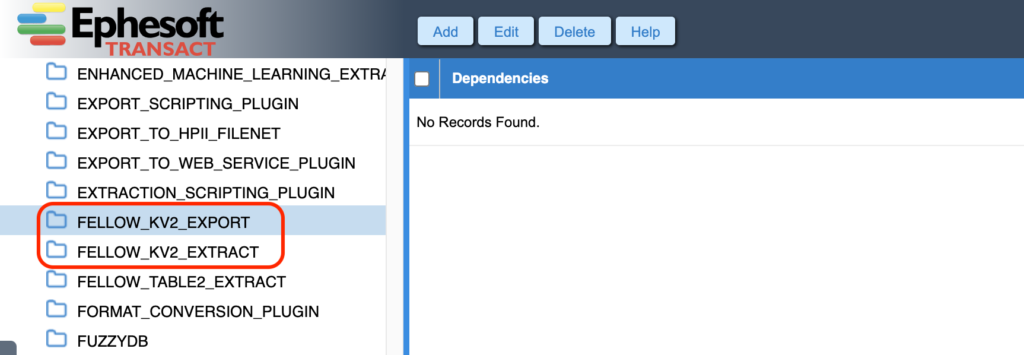 Ephesoft
TRANSACT
Add Edit Delete Help
ENHANCED_MACHINE_LEARNING_EXTRA
EXPORT_SCRIPTING_PLUGIN
EXPORT_TO_HPII_FILENET
EXPORT_TO_WEB_SERVICE_PLUGIN
EXTRACTION_SCRIPTING_PLUGIN
FELLOW_KV2_EXPORT
FELLOW_KV2_EXTRACT
FELLOW_TABLE2_EXTRACT
FORMAT_CONVERSION_PLUGIN
FUZZYDB
Dependencies
No Records Found.